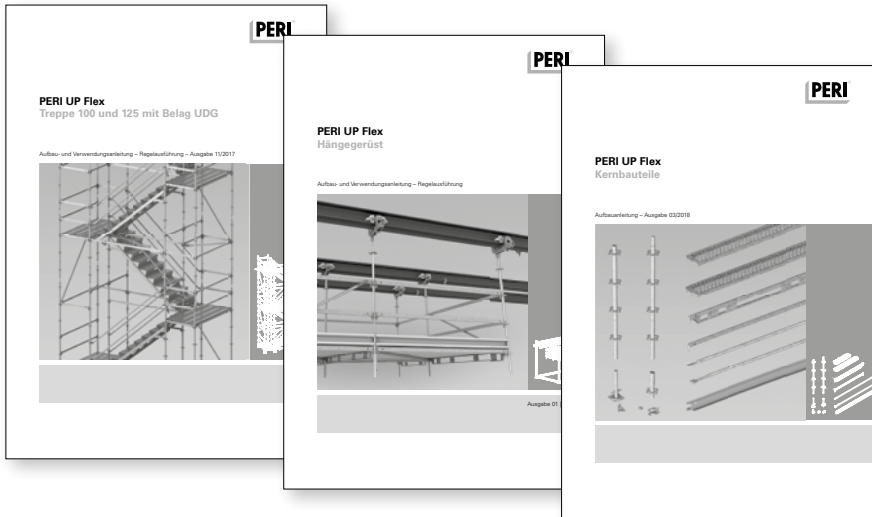 PERI
PERI UP Flex
Treppe 100 und 125 mit Belag UDG
Aufbau- und Verwendungsanleitung – Regelausführung – Ausgabe 11/2017
PERI
PERI UP Flex
Hängegerüst
Aufbau- und Verwendungsanleitung – Regelausführung
Ausgabe 01
PERI
PERI UP Flex
Kernbauteile
Aufbauanleitung – Ausgabe 03/2018